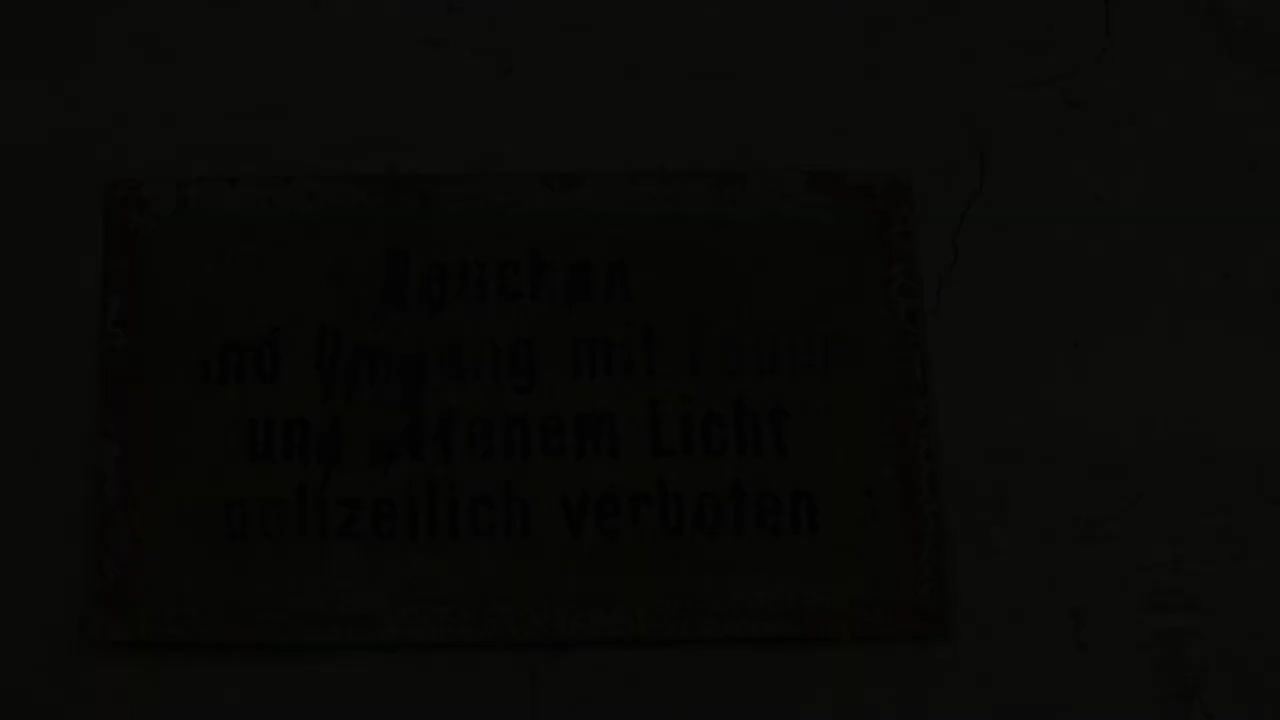 Rauchen
und Umgang mit Feuer
und offenem Licht
polizeilich verboten